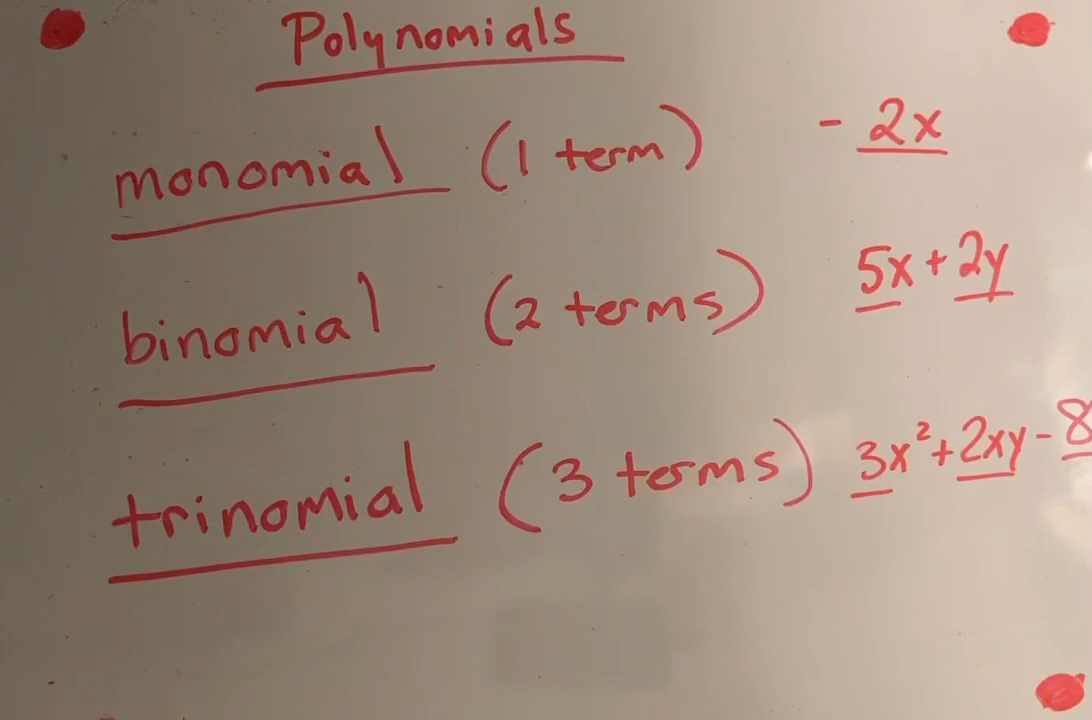 Polynomials
monomial (1 term) - 2x
binomial (2 terms) 5x + 2y
trinomial (3 terms) 3x² + 2xy - 8